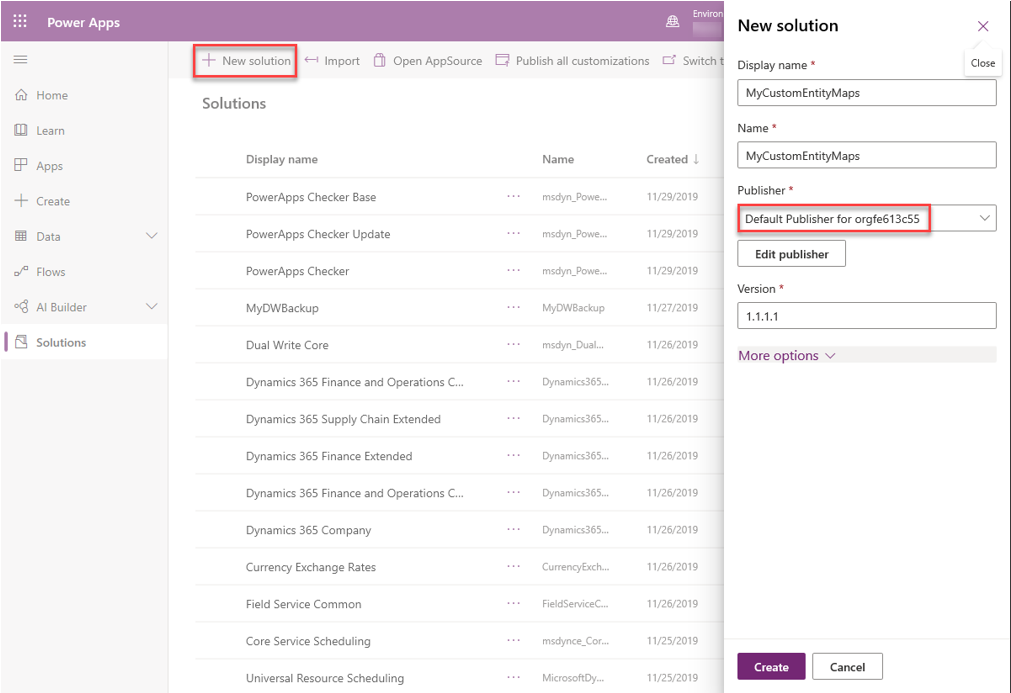 Power Apps
Environ
New solution
Import
Open AppSource
Publish all customizations
Switch t
Home
Learn
Apps
Create
Data
Flows
AI Builder
Solutions
Solutions
Display name Name Created ↓
PowerApps Checker Base ··· msdyn_Powe... 11/29/2019
PowerApps Checker Update ··· msdyn_Powe... 11/29/2019
PowerApps Checker ··· msdyn_Powe... 11/29/2019
MyDWBackup ··· MyDWBackup 11/27/2019
Dual Write Core ··· msdyn_Dual... 11/26/2019
Dynamics 365 Finance and Operations C... ··· Dynamics365... 11/26/2019
Dynamics 365 Supply Chain Extended ··· Dynamics365... 11/26/2019
Dynamics 365 Finance Extended ··· Dynamics365... 11/26/2019
Dynamics 365 Finance and Operations C... ··· Dynamics365... 11/26/2019
Dynamics 365 Company ··· Dynamics365... 11/26/2019
Currency Exchange Rates ··· CurrencyExch... 11/26/2019
Field Service Common ··· FieldServiceC... 11/26/2019
Core Service Scheduling ··· msdynce_Cor... 11/25/2019
Universal Resource Scheduling ··· MicrosoftDy... 11/25/2019
New solution
Close
Display name *
MyCustomEntityMaps
Name *
MyCustomEntityMaps
Publisher *
Default Publisher for orgfe613c55
Edit publisher
Version *
1.1.1.1
More options
Create
Cancel